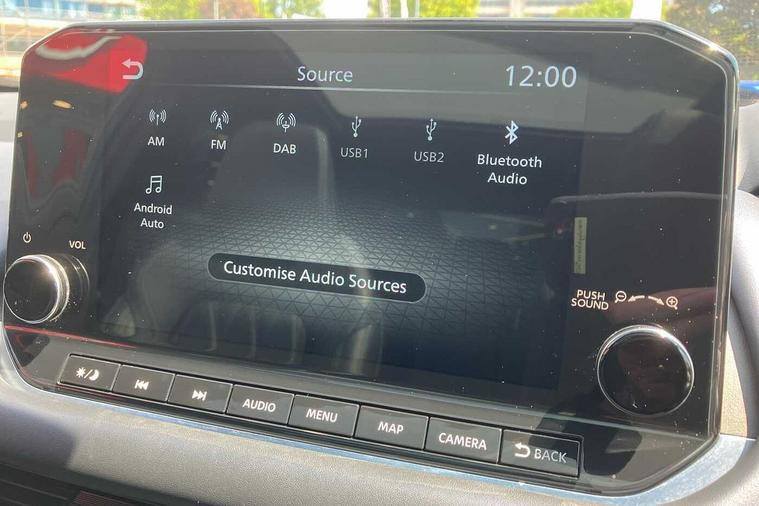 Source
12:00
AM
FM
DAB
USB1
USB2
Bluetooth
Audio
Android
Auto
Customise Audio Sources
VOL
PUSH
SOUND
AUDIO
MENU
MAP
CAMERA
BACK